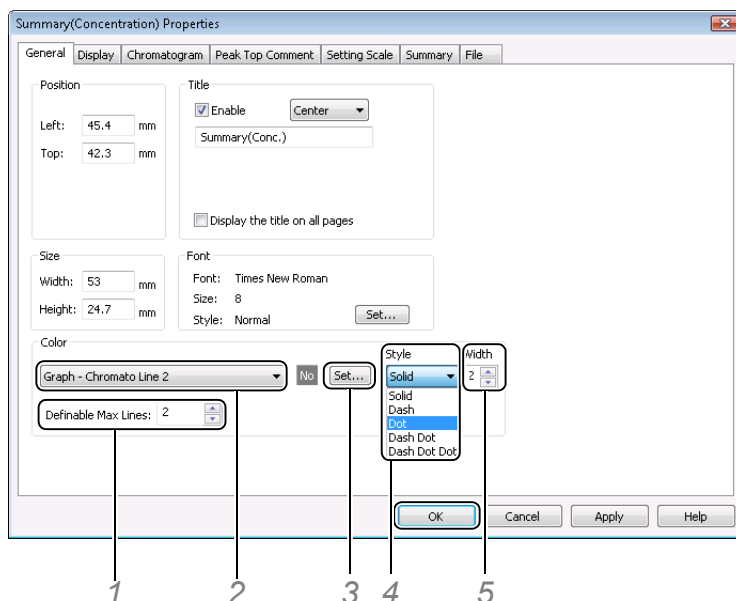 Summary(Concentration) Properties
General Display Chromatogram Peak Top Comment Setting Scale Summary File
Position
Left: 45.4 mm
Top: 42.3 mm
Title
Enable Center
Summary(Conc.)
Display the title on all pages
Size
Width: 53 mm
Height: 24.7 mm
Font
Font: Times New Roman
Size: 8
Style: Normal Set...
Color
Style Width
Graph - Chromato Line 2 No Set... Solid 2
Definable Max Lines: 2
Solid
Dash
Dot
Dash Dot
Dash Dot Dot
OK Cancel Apply Help
1 2 3 4 5